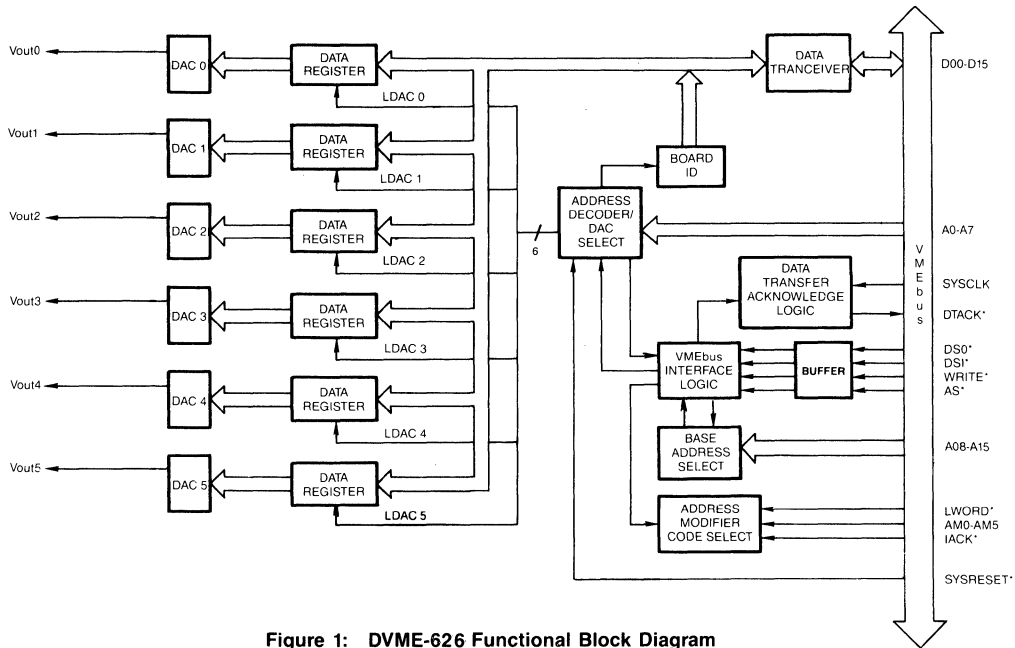 Vout0
DAC 0
DATA
REGISTER
LDAC 0
DATA
TRANCEIVER
D00-D15
Vout1
DAC 1
DATA
REGISTER
LDAC 1
BOARD
ID
Vout2
DAC 2
DATA
REGISTER
LDAC 2
6
ADDRESS
DECODER/
DAC
SELECT
A0-A7
VMEbus
DATA
TRANSFER
ACKNOWLEDGE
LOGIC
SYSCLK
DTACK*
Vout3
DAC 3
DATA
REGISTER
LDAC 3
VMEbus
INTERFACE
LOGIC
BUFFER
DS0*
DSI*
WRITE*
AS*
Vout4
DAC 4
DATA
REGISTER
LDAC 4
BASE
ADDRESS
SELECT
A08-A15
Vout5
DAC 5
DATA
REGISTER
LDAC 5
ADDRESS
MODIFIER
CODE SELECT
LWORD*
AM0-AM5
IACK*
SYSRESET*
Figure 1: DVME-626 Functional Block Diagram